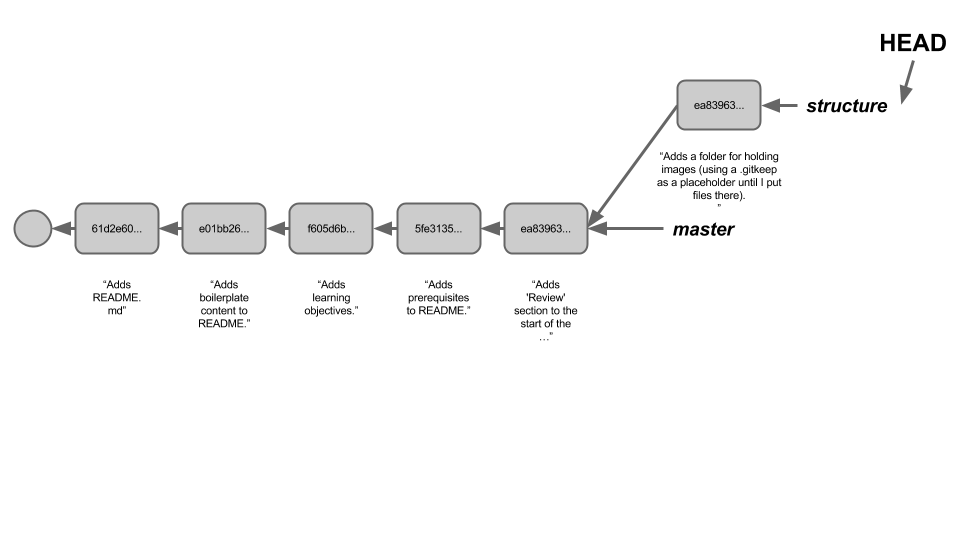 HEAD
ea83963...
structure
“Adds a folder for holding
images (using a .gitkeep
as a placeholder until I put
files there).
”
61d2e60...
e01bb26...
f605d6b...
5fe3135...
ea83963...
master
“Adds
README.
md”
“Adds
boilerplate
content to
README.”
“Adds
learning
objectives.”
“Adds
prerequisites
to README.”
“Adds
'Review'
section to the
start of the
…”